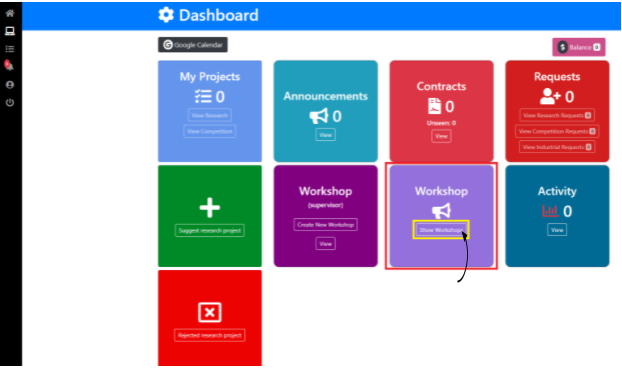 Dashboard
Google Calendar
$ Balance 0
My Projects
0
View Research
View Competition
Announcements
0
View
Contracts
0
Unseen: 0
View
Requests
0
View Research Requests 0
View Competition Requests 0
View Industrial Requests 0
Suggest research project
Workshop
(supervisor)
Create New Workshop
View
Workshop
Show Workshops
Activity
0
View
Rejected research project